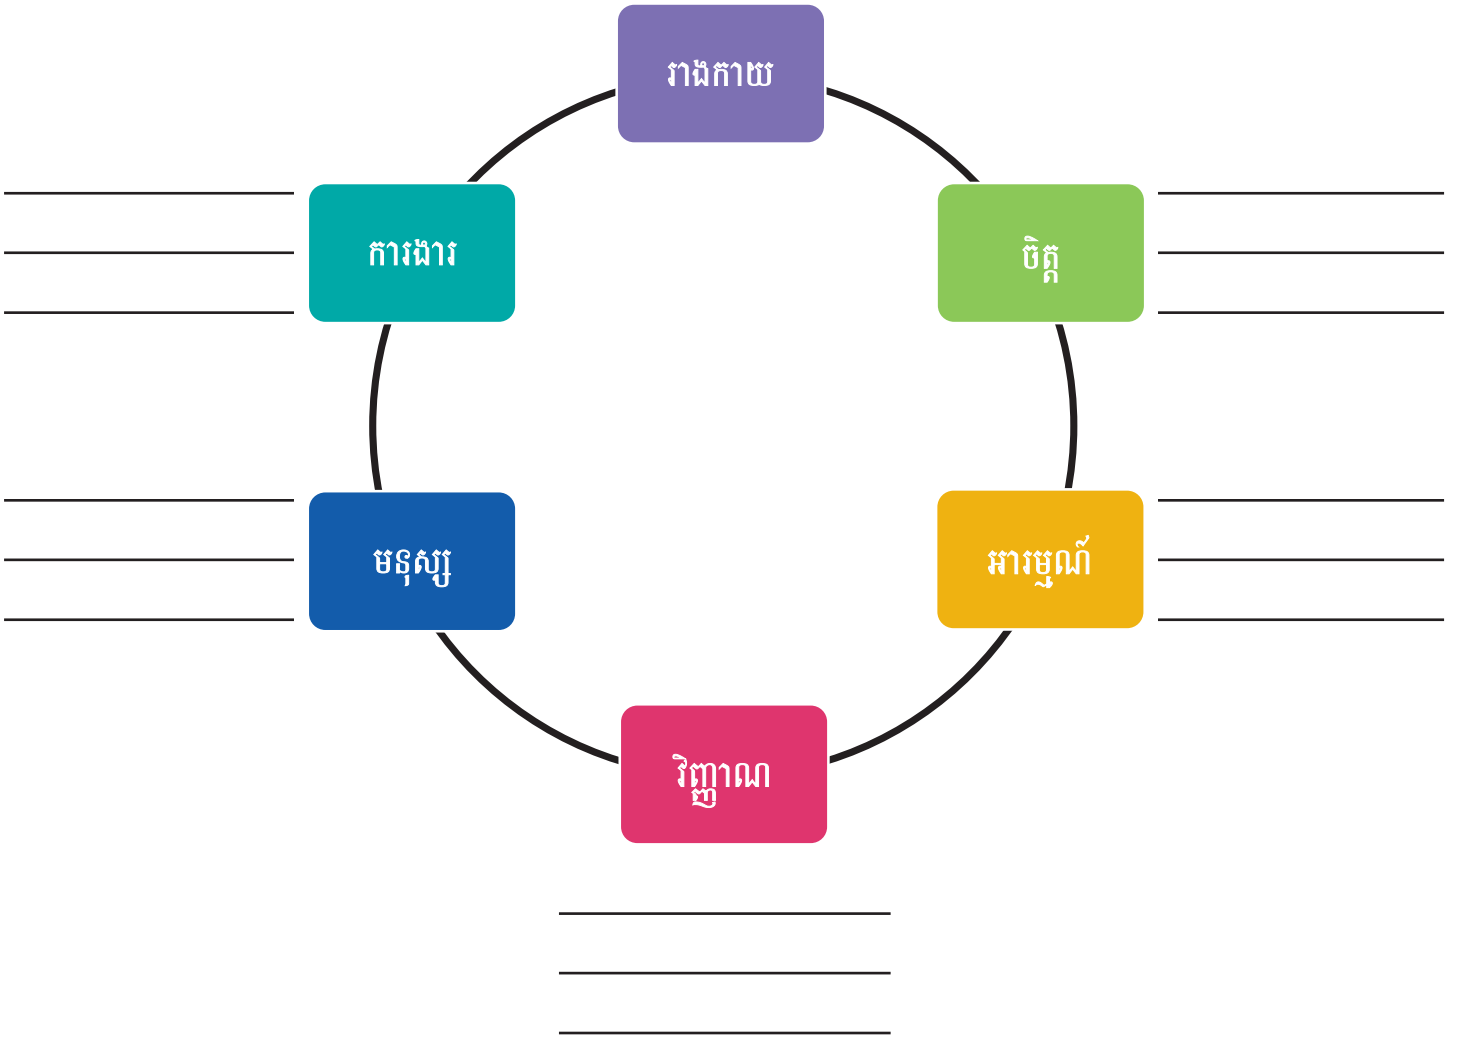 រាងកាយ
ការងារ
ចិត្ត
មនុស្ស
អារម្មណ៍
វិញ្ញាណ